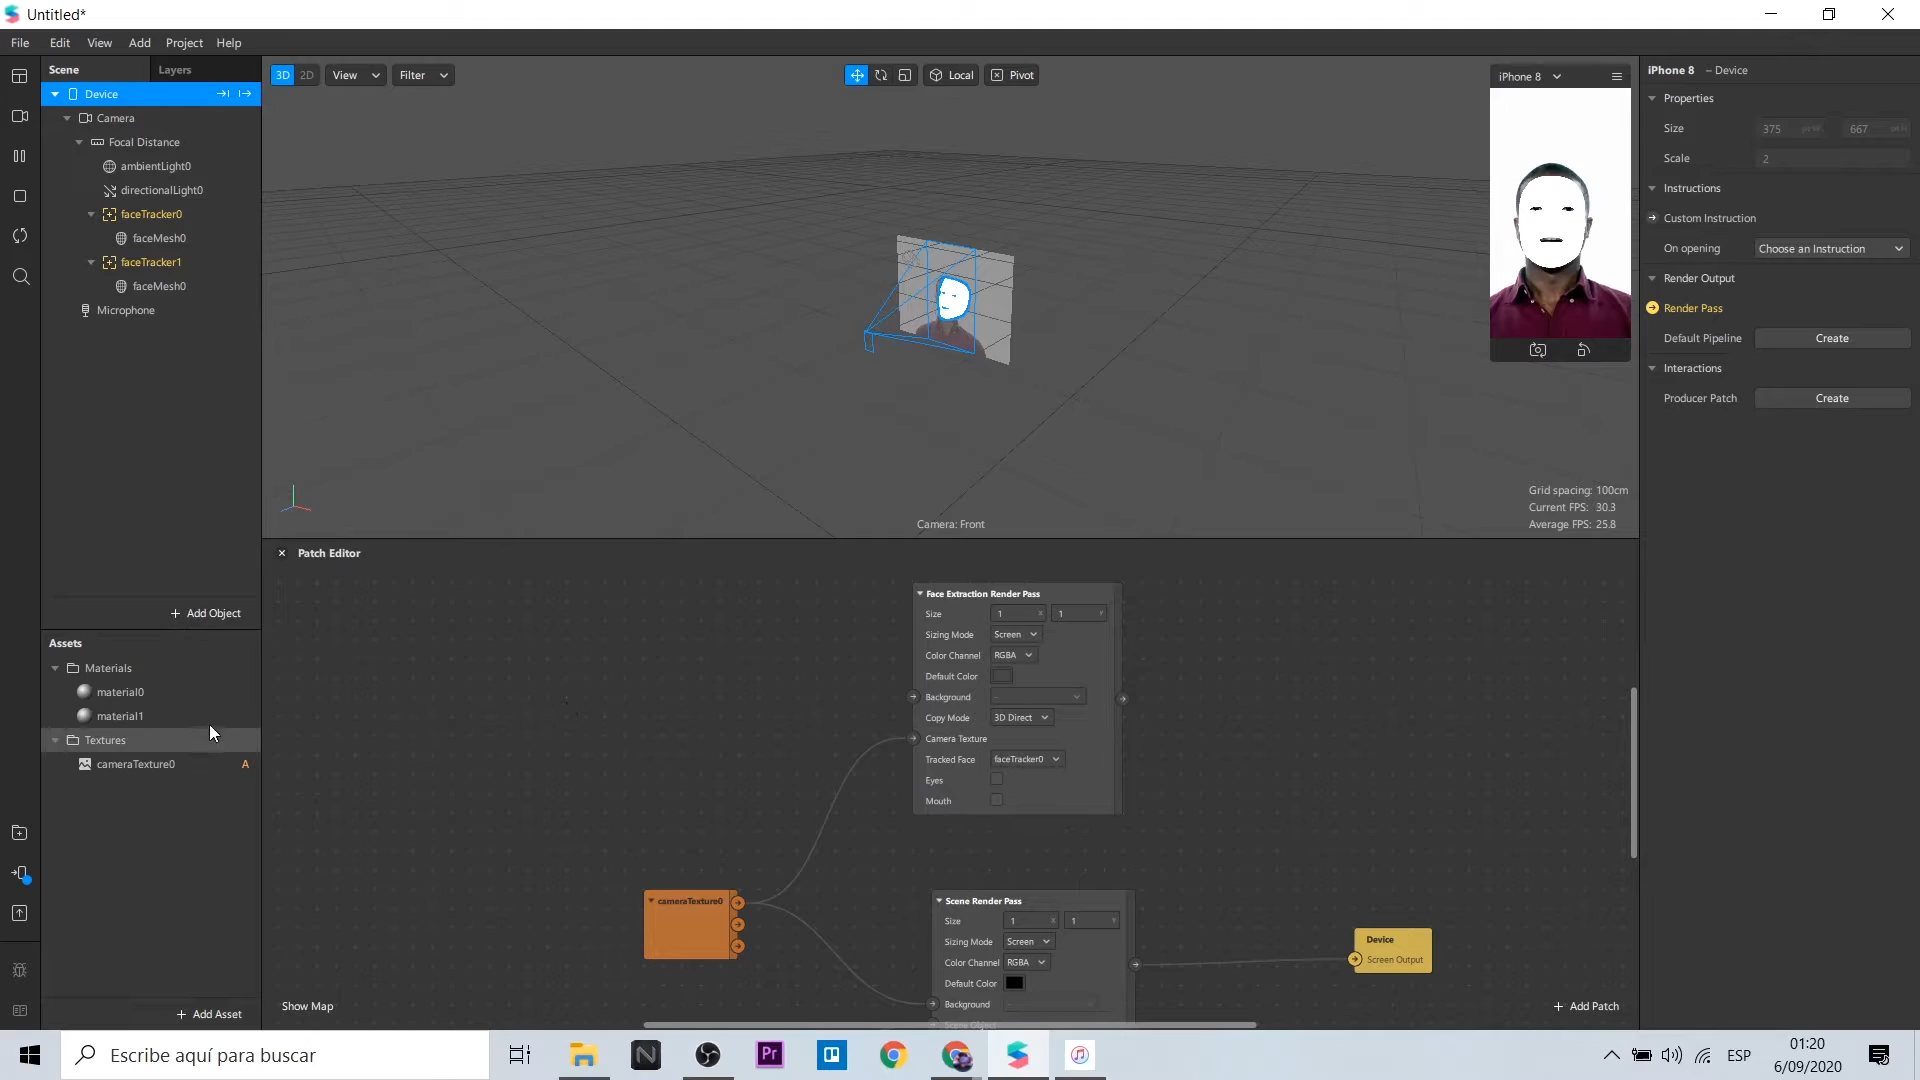 Untitled*
File Edit View Add Project Help
Scene Layers
Device
Camera
Focal Distance
ambientLight0
directionalLight0
faceTracker0
faceMesh0
faceTracker1
faceMesh0
Microphone
+ Add Object
Assets
Materials
material0
material1
Textures
cameraTexture0 A
+ Add Asset
3D 2D View Filter Local Pivot
iPhone 8
Grid spacing: 100cm
Current FPS: 30.3
Average FPS: 25.8
Camera: Front
Patch Editor
Face Extraction Render Pass
Size 1 X 1 Y
Sizing Mode Screen
Color Channel RGBA
Default Color
Background -
Copy Mode 3D Direct
Camera Texture
Tracked Face faceTracker0
Eyes
Mouth
cameraTexture0
Scene Render Pass
Size 1 X 1 Y
Sizing Mode Screen
Color Channel RGBA
Default Color
Background
Scene Object
Device
Screen Output
Show Map
+ Add Patch
iPhone 8 – Device
Properties
Size 375 667
Scale 2
Instructions
Custom Instruction
On opening Choose an Instruction
Render Output
Render Pass
Default Pipeline Create
Interactions
Producer Patch Create
Escribe aquí para buscar
N
Pr
ESP
01:20
6/09/2020